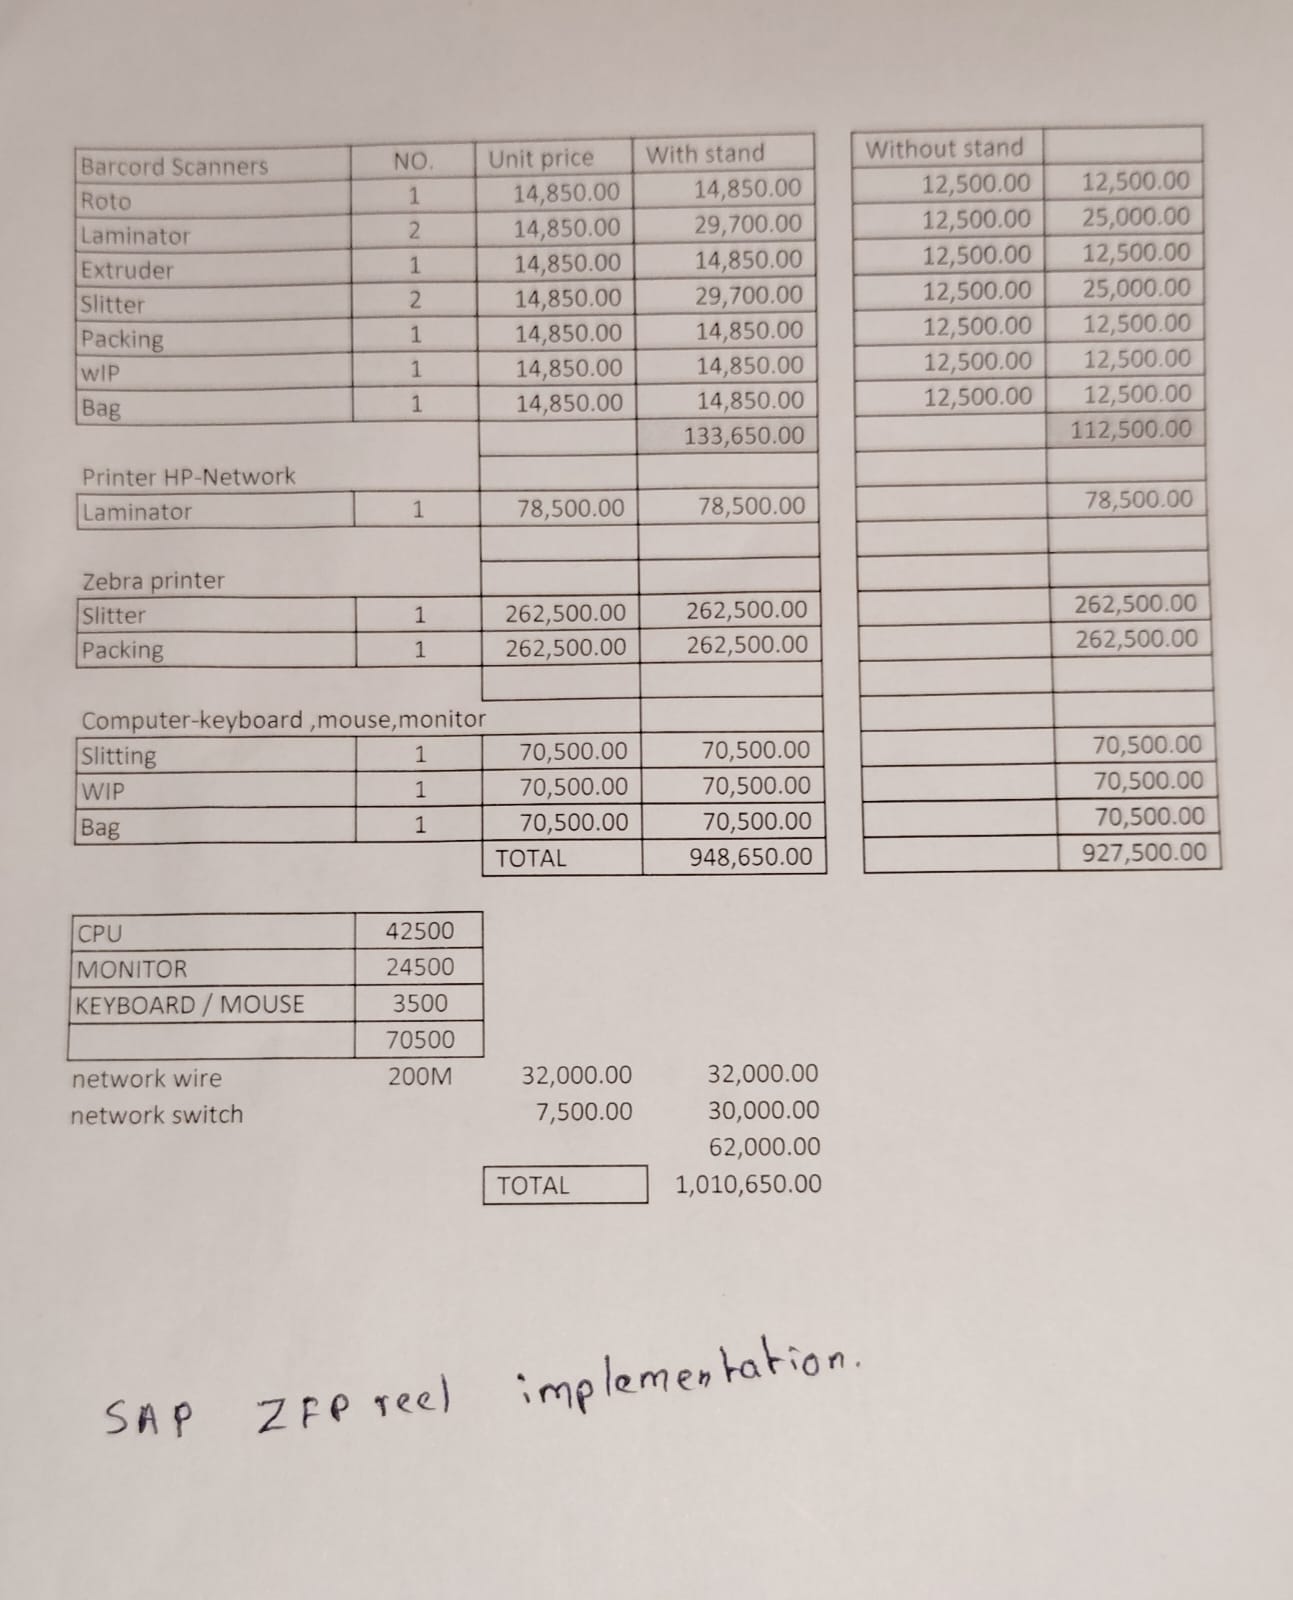 Barcord Scanners NO. Unit price With stand Without stand
Roto 1 14,850.00 14,850.00 12,500.00 12,500.00
Laminator 2 14,850.00 29,700.00 12,500.00 25,000.00
Extruder 1 14,850.00 14,850.00 12,500.00 12,500.00
Slitter 2 14,850.00 29,700.00 12,500.00 25,000.00
Packing 1 14,850.00 14,850.00 12,500.00 12,500.00
wIP 1 14,850.00 14,850.00 12,500.00 12,500.00
Bag 1 14,850.00 14,850.00 12,500.00 12,500.00
133,650.00 112,500.00
Printer HP-Network
Laminator 1 78,500.00 78,500.00 78,500.00
Zebra printer
Slitter 1 262,500.00 262,500.00 262,500.00
Packing 1 262,500.00 262,500.00 262,500.00
Computer-keyboard ,mouse,monitor
Slitting 1 70,500.00 70,500.00 70,500.00
WIP 1 70,500.00 70,500.00 70,500.00
Bag 1 70,500.00 70,500.00 70,500.00
TOTAL 948,650.00 927,500.00
CPU 42500
MONITOR 24500
KEYBOARD / MOUSE 3500
70500
network wire 200M 32,000.00 32,000.00
network switch 7,500.00 30,000.00
62,000.00
TOTAL 1,010,650.00
SAP ZFP reel implementation.